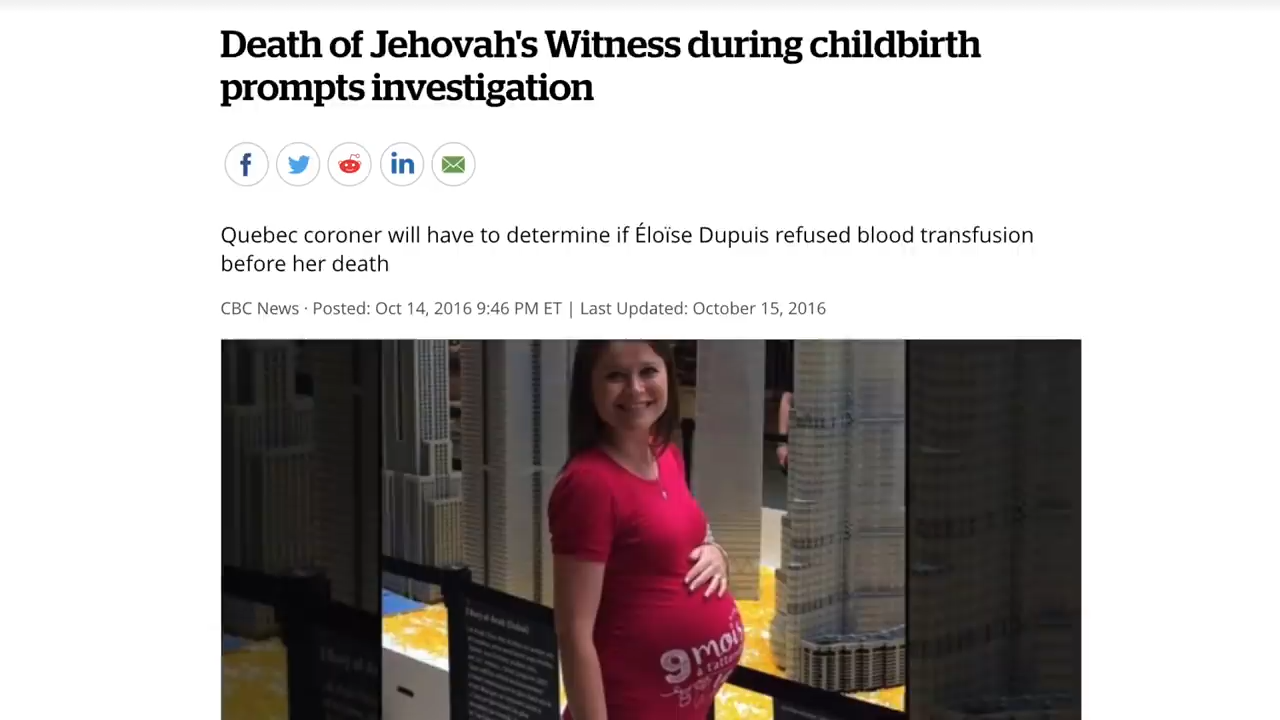 Death of Jehovah's Witness during childbirth
prompts investigation
f
in
Quebec coroner will have to determine if Éloïse Dupuis refused blood transfusion
before her death
CBC News · Posted: Oct 14, 2016 9:46 PM ET | Last Updated: October 15, 2016
9 mois